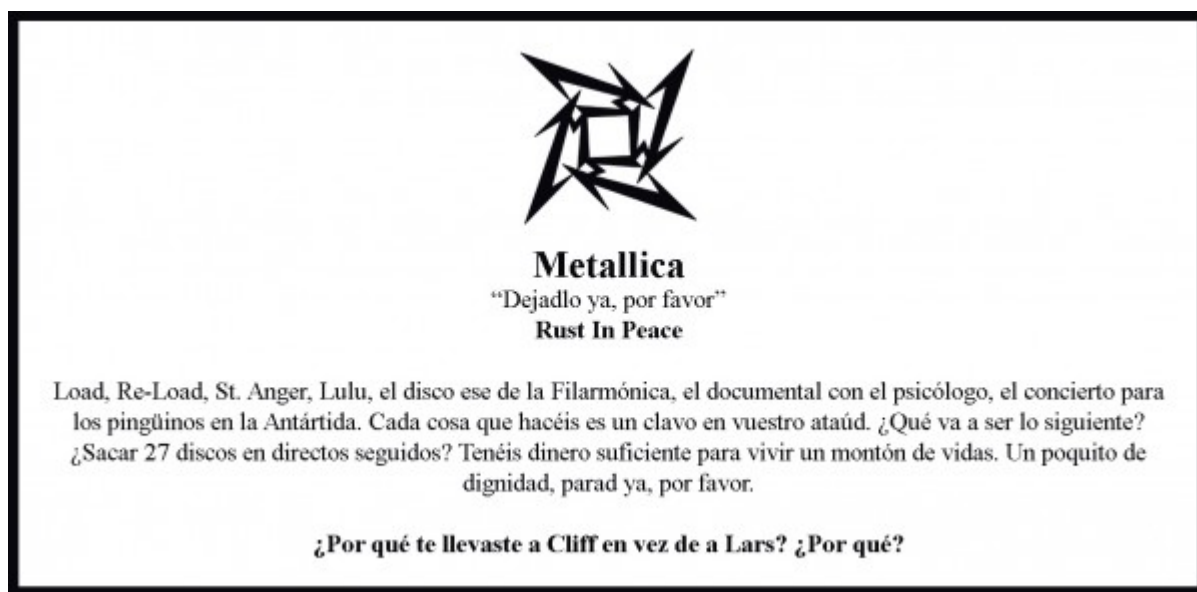 Metallica
“Dejadlo ya, por favor”
Rust In Peace
Load, Re-Load, St. Anger, Lulu, el disco ese de la Filarmónica, el documental con el psicólogo, el concierto para
los pingüinos en la Antártida. Cada cosa que hacéis es un clavo en vuestro ataúd. ¿Qué va a ser lo siguiente?
¿Sacar 27 discos en directos seguidos? Tenéis dinero suficiente para vivir un montón de vidas. Un poquito de
dignidad, parad ya, por favor.
¿Por qué te llevaste a Cliff en vez de a Lars? ¿Por qué?